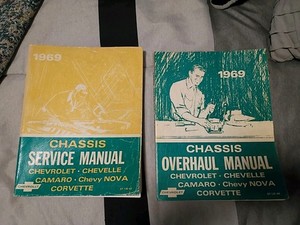 1969
CHASSIS
SERVICE MANUAL
CHEVROLET • CHEVELLE
CAMARO • Chevy NOVA
CORVETTE
1969
CHASSIS
OVERHAUL MANUAL
CHEVROLET • CHEVELLE
CAMARO • Chevy NOVA
CORVETTE